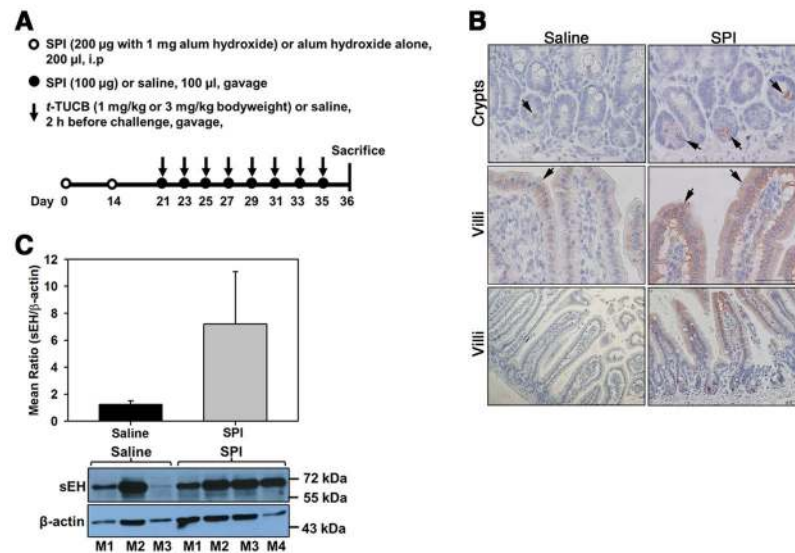 A
SPI (200 µg with 1 mg alum hydroxide) or alum hydroxide alone,
200 µl, i.p
SPI (100 µg) or saline, 100 µl, gavage
t-TUCB (1 mg/kg or 3 mg/kg bodyweight) or saline,
2 h before challenge, gavage,
Sacrifice
Day 0 14 21 23 25 27 29 31 33 35 36
B
Saline SPI
Crypts
Villi
Villi
C
Mean Ratio (sEH/β-actin)
12
10
8
6
4
2
0
Saline SPI
Saline SPI
sEH
72 kDa
55 kDa
β-actin
43 kDa
M1 M2 M3 M1 M2 M3 M4